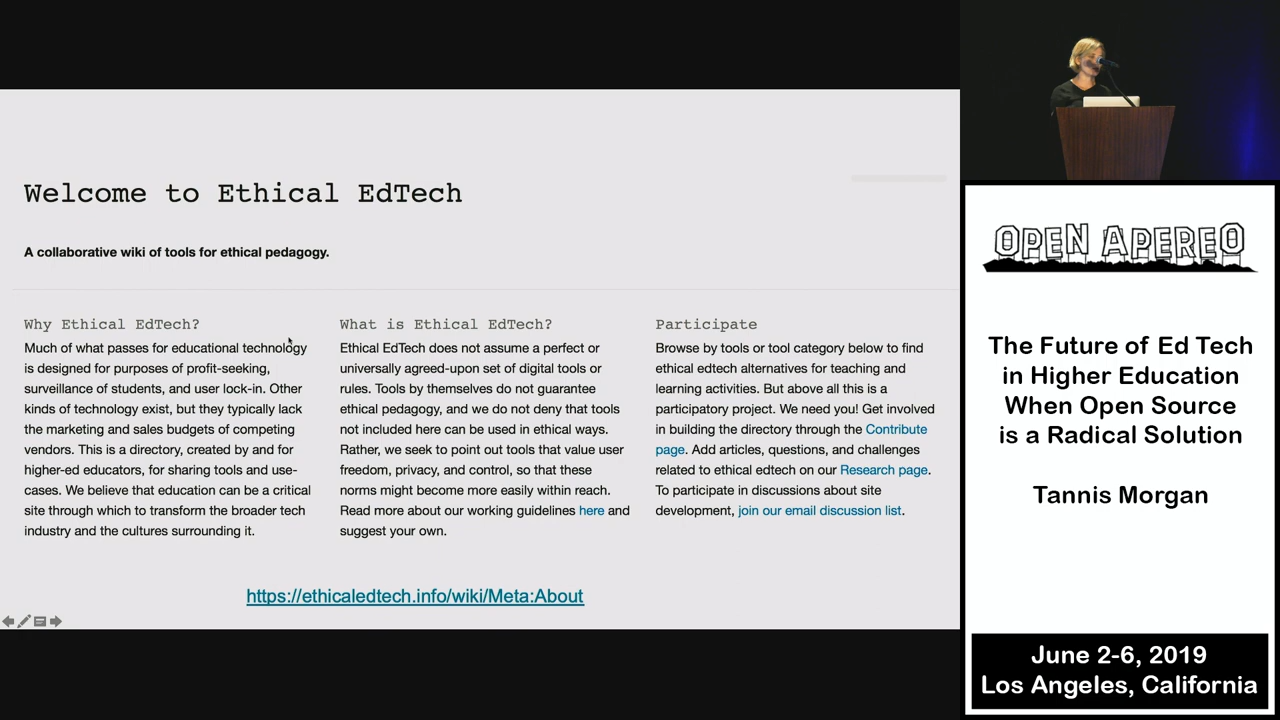 Welcome to Ethical EdTech
A collaborative wiki of tools for ethical pedagogy.
Why Ethical EdTech?
Much of what passes for educational technology
is designed for purposes of profit-seeking,
surveillance of students, and user lock-in. Other
kinds of technology exist, but they typically lack
the marketing and sales budgets of competing
vendors. This is a directory, created by and for
higher-ed educators, for sharing tools and use-
cases. We believe that education can be a critical
site through which to transform the broader tech
industry and the cultures surrounding it.
What is Ethical EdTech?
Ethical EdTech does not assume a perfect or
universally agreed-upon set of digital tools or
rules. Tools by themselves do not guarantee
ethical pedagogy, and we do not deny that tools
not included here can be used in ethical ways.
Rather, we seek to point out tools that value user
freedom, privacy, and control, so that these
norms might become more easily within reach.
Read more about our working guidelines here and
suggest your own.
Participate
Browse by tools or tool category below to find
ethical edtech alternatives for teaching and
learning activities. But above all this is a
participatory project. We need you! Get involved
in building the directory through the Contribute
page. Add articles, questions, and challenges
related to ethical edtech on our Research page.
To participate in discussions about site
development, join our email discussion list.
https://ethicaledtech.info/wiki/Meta:About
OPEN APEREO
The Future of Ed Tech
in Higher Education
When Open Source
is a Radical Solution
Tannis Morgan
June 2-6, 2019
Los Angeles, California